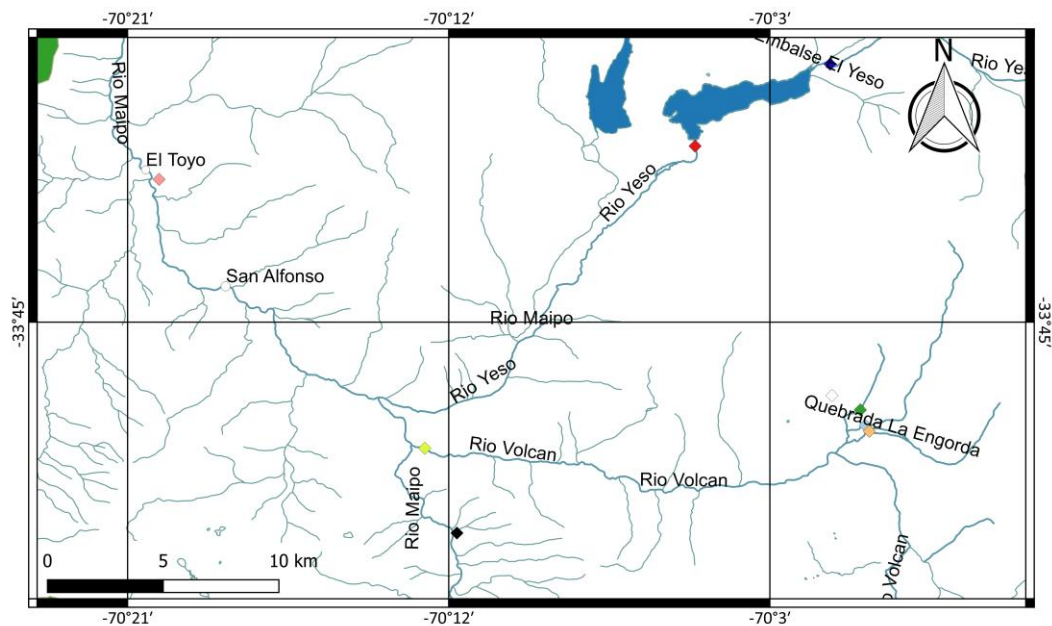 -70°21′ -70°12′ -70°3′
Embalse El Yeso
N
Rio Ye
Rio Maipo
El Toyo
Rio Yeso
San Alfonso
-33°45′
Rio Maipo
-33°45′
Rio Yeso
Quebrada La Engorda
Rio Volcan
Rio Volcan
Rio Maipo
o Volcan
0 5 10 km
-70°21′ -70°12′ -70°3′